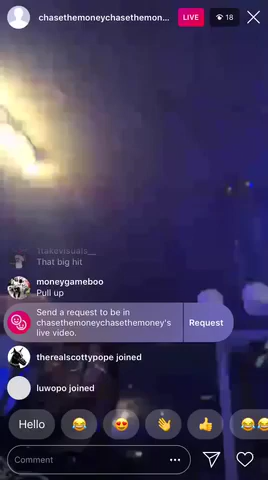 chasethemoneychasethemon...
LIVE
18
1takevisuals__
That big hit
moneygameboo
Pull up
Send a request to be in
chasethemoneychasethemoney's
live video.
Request
therealscottypope joined
luwopo joined
Hello
Comment